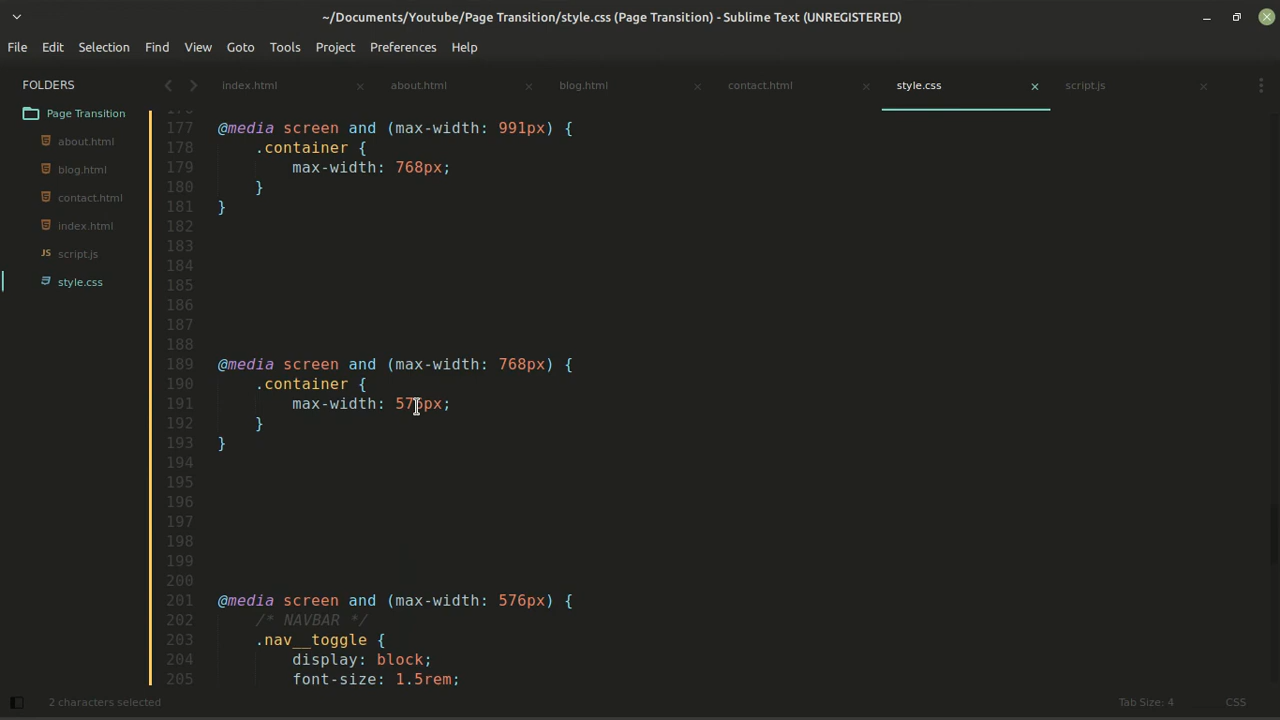 ~/Documents/Youtube/Page Transition/style.css (Page Transition) - Sublime Text (UNREGISTERED)
File Edit Selection Find View Goto Tools Project Preferences Help
FOLDERS
Page Transition
about.html
blog.html
contact.html
index.html
JS script.js
style.css
index.html about.html blog.html contact.html style.css script.js
177 @media screen and (max-width: 991px) {
178 .container {
179 max-width: 768px;
180 }
181 }
182
183
184
185
186
187
188
189 @media screen and (max-width: 768px) {
190 .container {
191 max-width: 576px;
192 }
193 }
194
195
196
197
198
199
200
201 @media screen and (max-width: 576px) {
202 /* NAVBAR */
203 .nav__toggle {
204 display: block;
205 font-size: 1.5rem;
2 characters selected Tab Size: 4 CSS